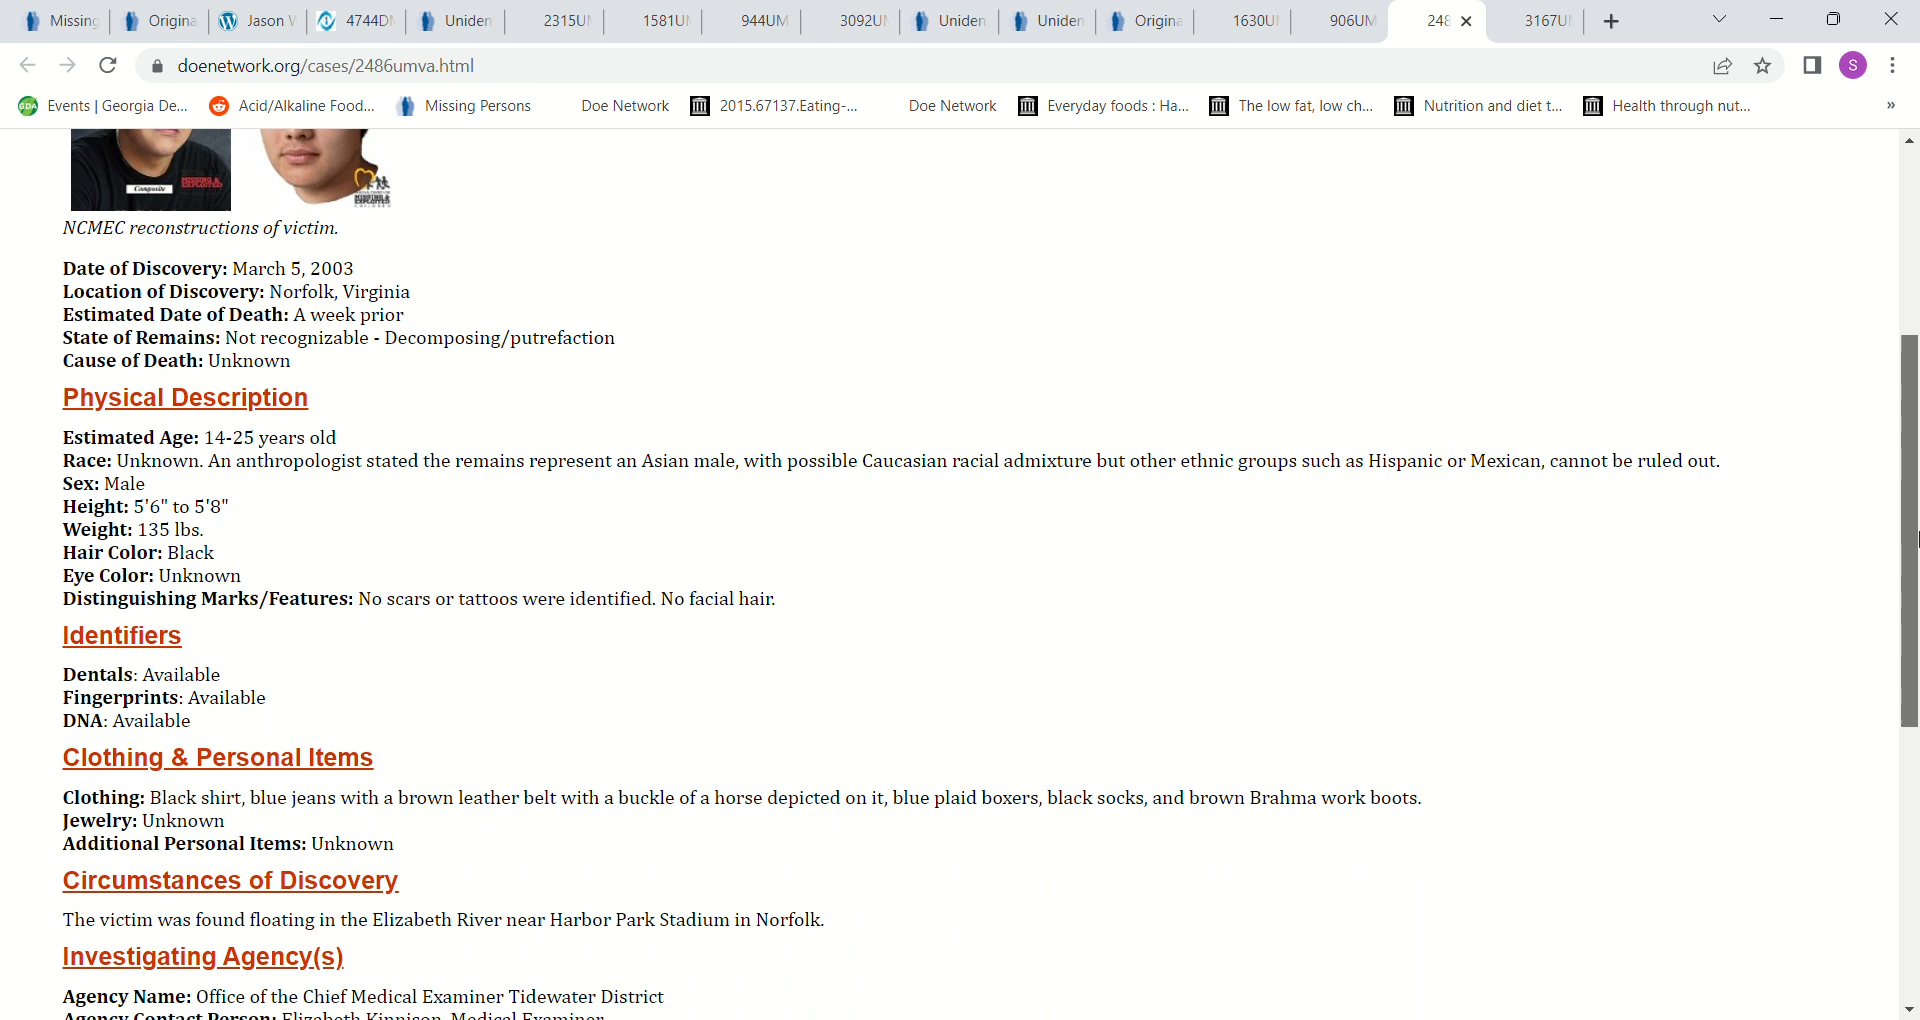 Missing
Origina
Jason V
4744D
Uniden
2315U
1581U
944UM
3092U
Uniden
Uniden
Origina
1630U
906UM
248
3167U
doenetwork.org/cases/2486umva.html
S
Events | Georgia De...
Acid/Alkaline Food...
Missing Persons
Doe Network
2015.67137.Eating-...
Doe Network
Everyday foods : Ha...
The low fat, low ch...
Nutrition and diet t...
Health through nut...
»
Composite
MISSING &
EXPLOITED
MISSING &
EXPLOITED
CHILDREN
NCMEC reconstructions of victim.
Date of Discovery: March 5, 2003
Location of Discovery: Norfolk, Virginia
Estimated Date of Death: A week prior
State of Remains: Not recognizable - Decomposing/putrefaction
Cause of Death: Unknown
Physical Description
Estimated Age: 14-25 years old
Race: Unknown. An anthropologist stated the remains represent an Asian male, with possible Caucasian racial admixture but other ethnic groups such as Hispanic or Mexican, cannot be ruled out.
Sex: Male
Height: 5'6" to 5'8"
Weight: 135 lbs.
Hair Color: Black
Eye Color: Unknown
Distinguishing Marks/Features: No scars or tattoos were identified. No facial hair.
Identifiers
Dentals: Available
Fingerprints: Available
DNA: Available
Clothing & Personal Items
Clothing: Black shirt, blue jeans with a brown leather belt with a buckle of a horse depicted on it, blue plaid boxers, black socks, and brown Brahma work boots.
Jewelry: Unknown
Additional Personal Items: Unknown
Circumstances of Discovery
The victim was found floating in the Elizabeth River near Harbor Park Stadium in Norfolk.
Investigating Agency(s)
Agency Name: Office of the Chief Medical Examiner Tidewater District
Agency Contact Person: Elizabeth Kinnison, Medical Examiner